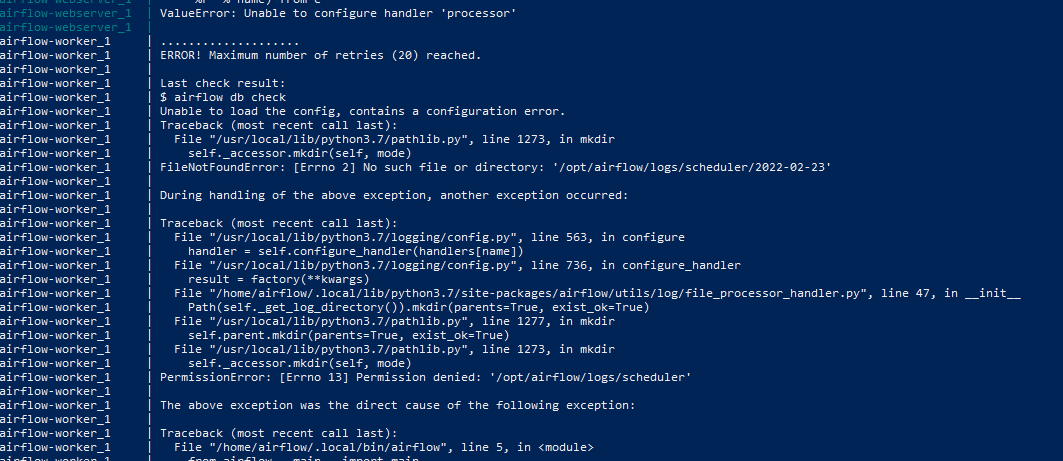 airflow-webserver_1 | ValueError: Unable to configure handler 'processor'
airflow-webserver_1 |
airflow-worker_1 | ....................
airflow-worker_1 | ERROR! Maximum number of retries (20) reached.
airflow-worker_1 |
airflow-worker_1 | Last check result:
airflow-worker_1 | $ airflow db check
airflow-worker_1 | Unable to load the config, contains a configuration error.
airflow-worker_1 | Traceback (most recent call last):
airflow-worker_1 |   File "/usr/local/lib/python3.7/pathlib.py", line 1273, in mkdir
airflow-worker_1 |     self._accessor.mkdir(self, mode)
airflow-worker_1 | FileNotFoundError: [Errno 2] No such file or directory: '/opt/airflow/logs/scheduler/2022-02-23'
airflow-worker_1 |
airflow-worker_1 | During handling of the above exception, another exception occurred:
airflow-worker_1 |
airflow-worker_1 | Traceback (most recent call last):
airflow-worker_1 |   File "/usr/local/lib/python3.7/logging/config.py", line 563, in configure
airflow-worker_1 |     handler = self.configure_handler(handlers[name])
airflow-worker_1 |   File "/usr/local/lib/python3.7/logging/config.py", line 736, in configure_handler
airflow-worker_1 |     result = factory(**kwargs)
airflow-worker_1 |   File "/home/airflow/.local/lib/python3.7/site-packages/airflow/utils/log/file_processor_handler.py", line 47, in __init__
airflow-worker_1 |     Path(self._get_log_directory()).mkdir(parents=True, exist_ok=True)
airflow-worker_1 |   File "/usr/local/lib/python3.7/pathlib.py", line 1277, in mkdir
airflow-worker_1 |     self.parent.mkdir(parents=True, exist_ok=True)
airflow-worker_1 |   File "/usr/local/lib/python3.7/pathlib.py", line 1273, in mkdir
airflow-worker_1 |     self._accessor.mkdir(self, mode)
airflow-worker_1 | PermissionError: [Errno 13] Permission denied: '/opt/airflow/logs/scheduler'
airflow-worker_1 |
airflow-worker_1 | The above exception was the direct cause of the following exception:
airflow-worker_1 |
airflow-worker_1 | Traceback (most recent call last):
airflow-worker_1 |   File "/home/airflow/.local/bin/airflow", line 5, in <module>
airflow-worker_1 |     from airflow.__main__ import main